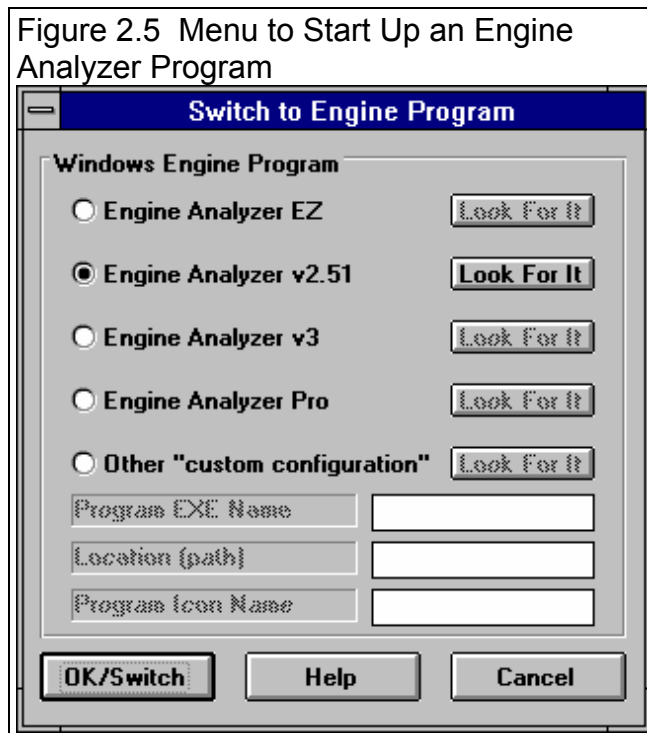 Figure 2.5  Menu to Start Up an Engine
Analyzer Program
Switch to Engine Program
Windows Engine Program
Engine Analyzer EZ Look For It
Engine Analyzer v2.51 Look For It
Engine Analyzer v3 Look For It
Engine Analyzer Pro Look For It
Other "custom configuration" Look For It
Program EXE Name
Location (path)
Program Icon Name
OK/Switch Help Cancel